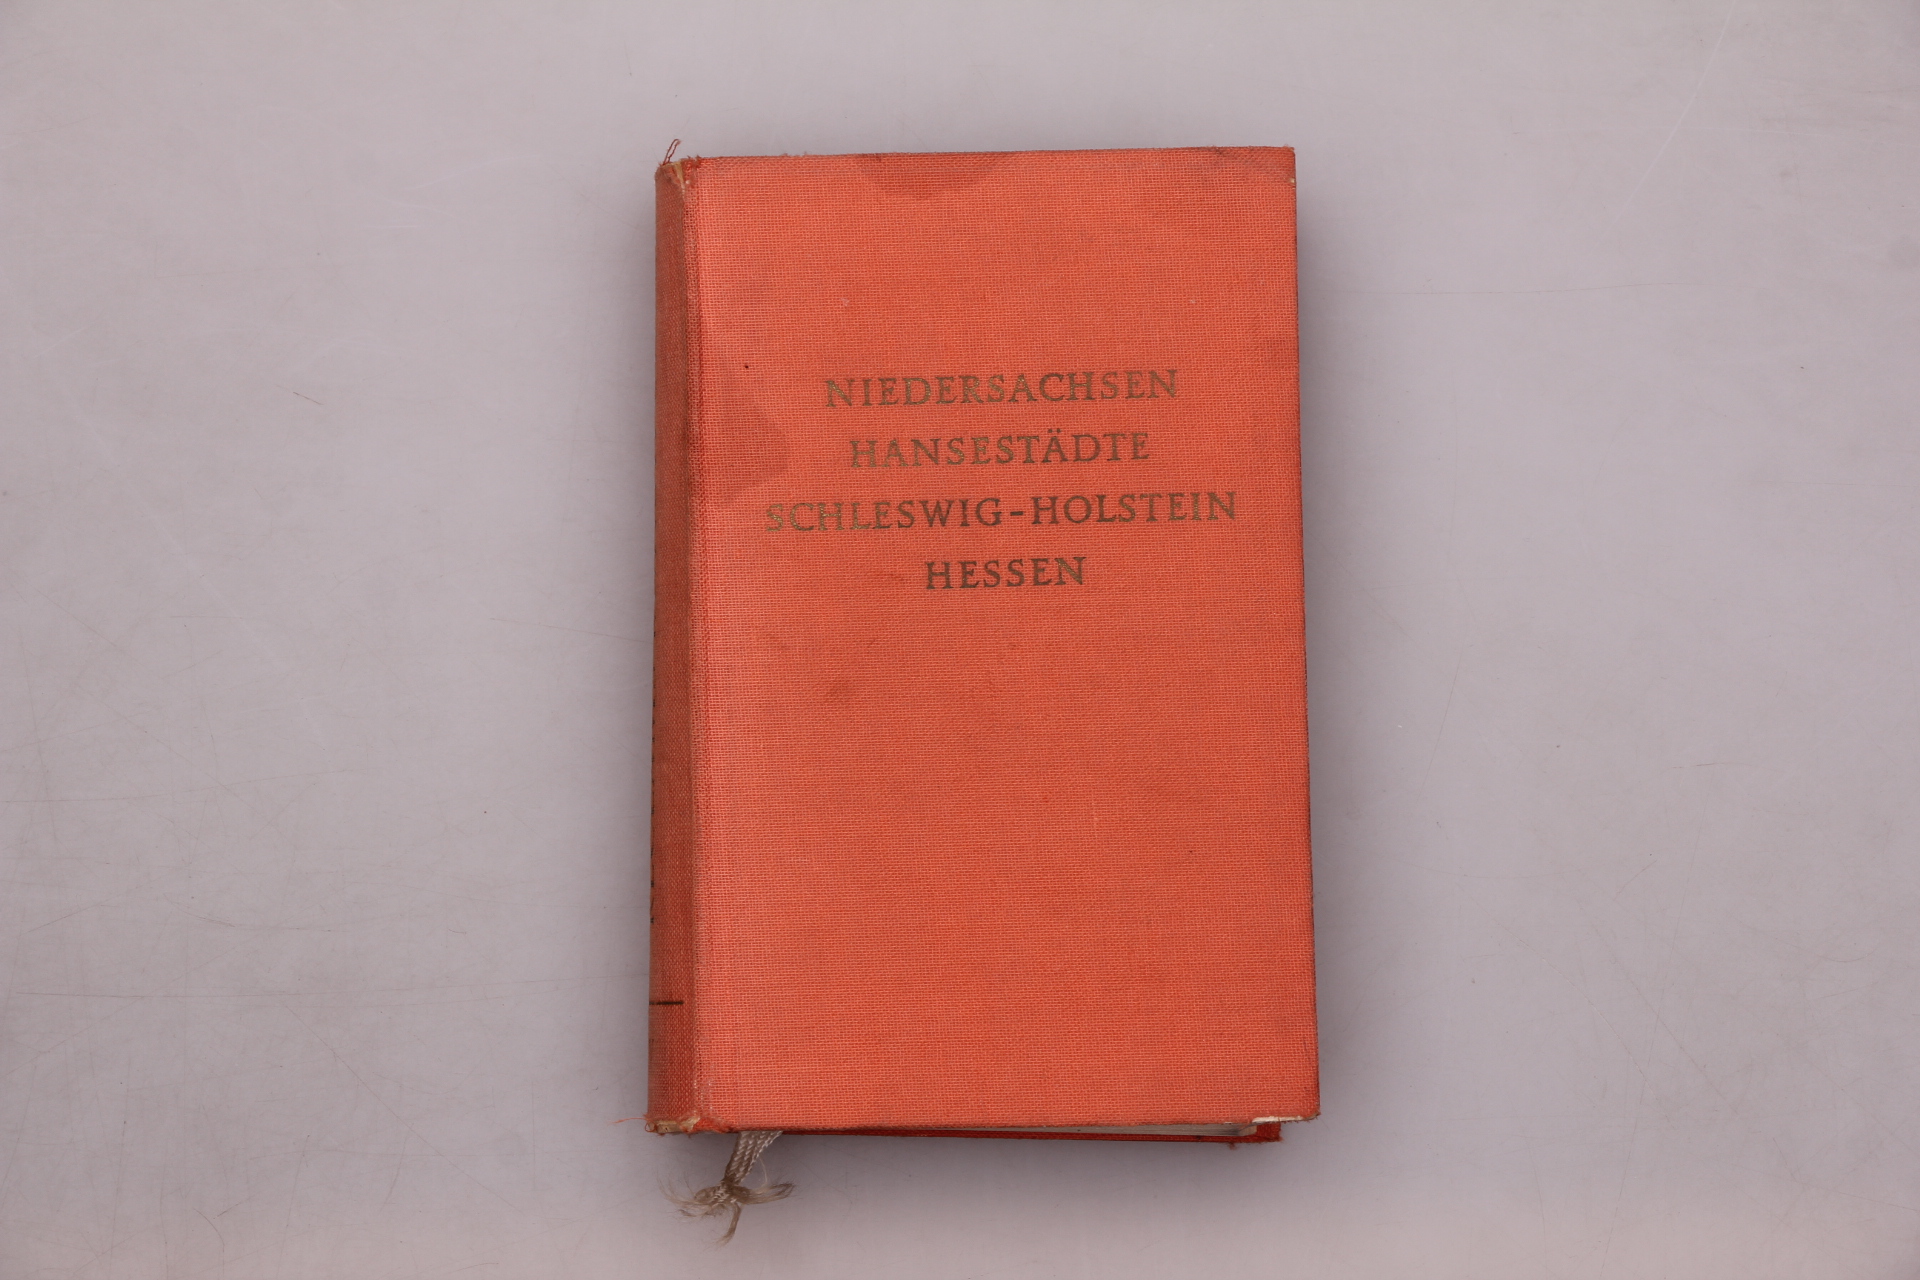 NIEDERSACHSEN
HANSESTÄDTE
SCHLESWIG-HOLSTEIN
HESSEN